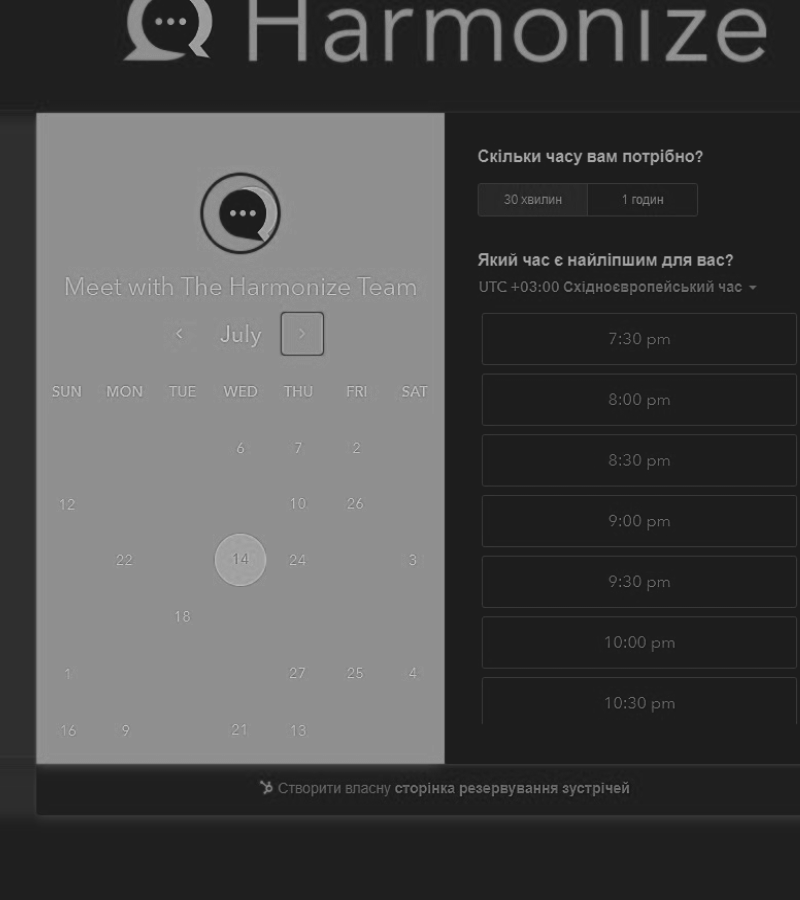 Harmonize
Meet with The Harmonize Team
July
SUN MON TUE WED THU FRI SAT
6 7 2
12 10 26
22 14 24 3
18
1 27 25 4
16 9 21 13
Скільки часу вам потрібно?
30 хвилин 1 годин
Який час є найліпшим для вас?
UTC +03:00 Східноєвропейський час
7:30 pm
8:00 pm
8:30 pm
9:00 pm
9:30 pm
10:00 pm
10:30 pm
Створити власну сторінка резервування зустрічей